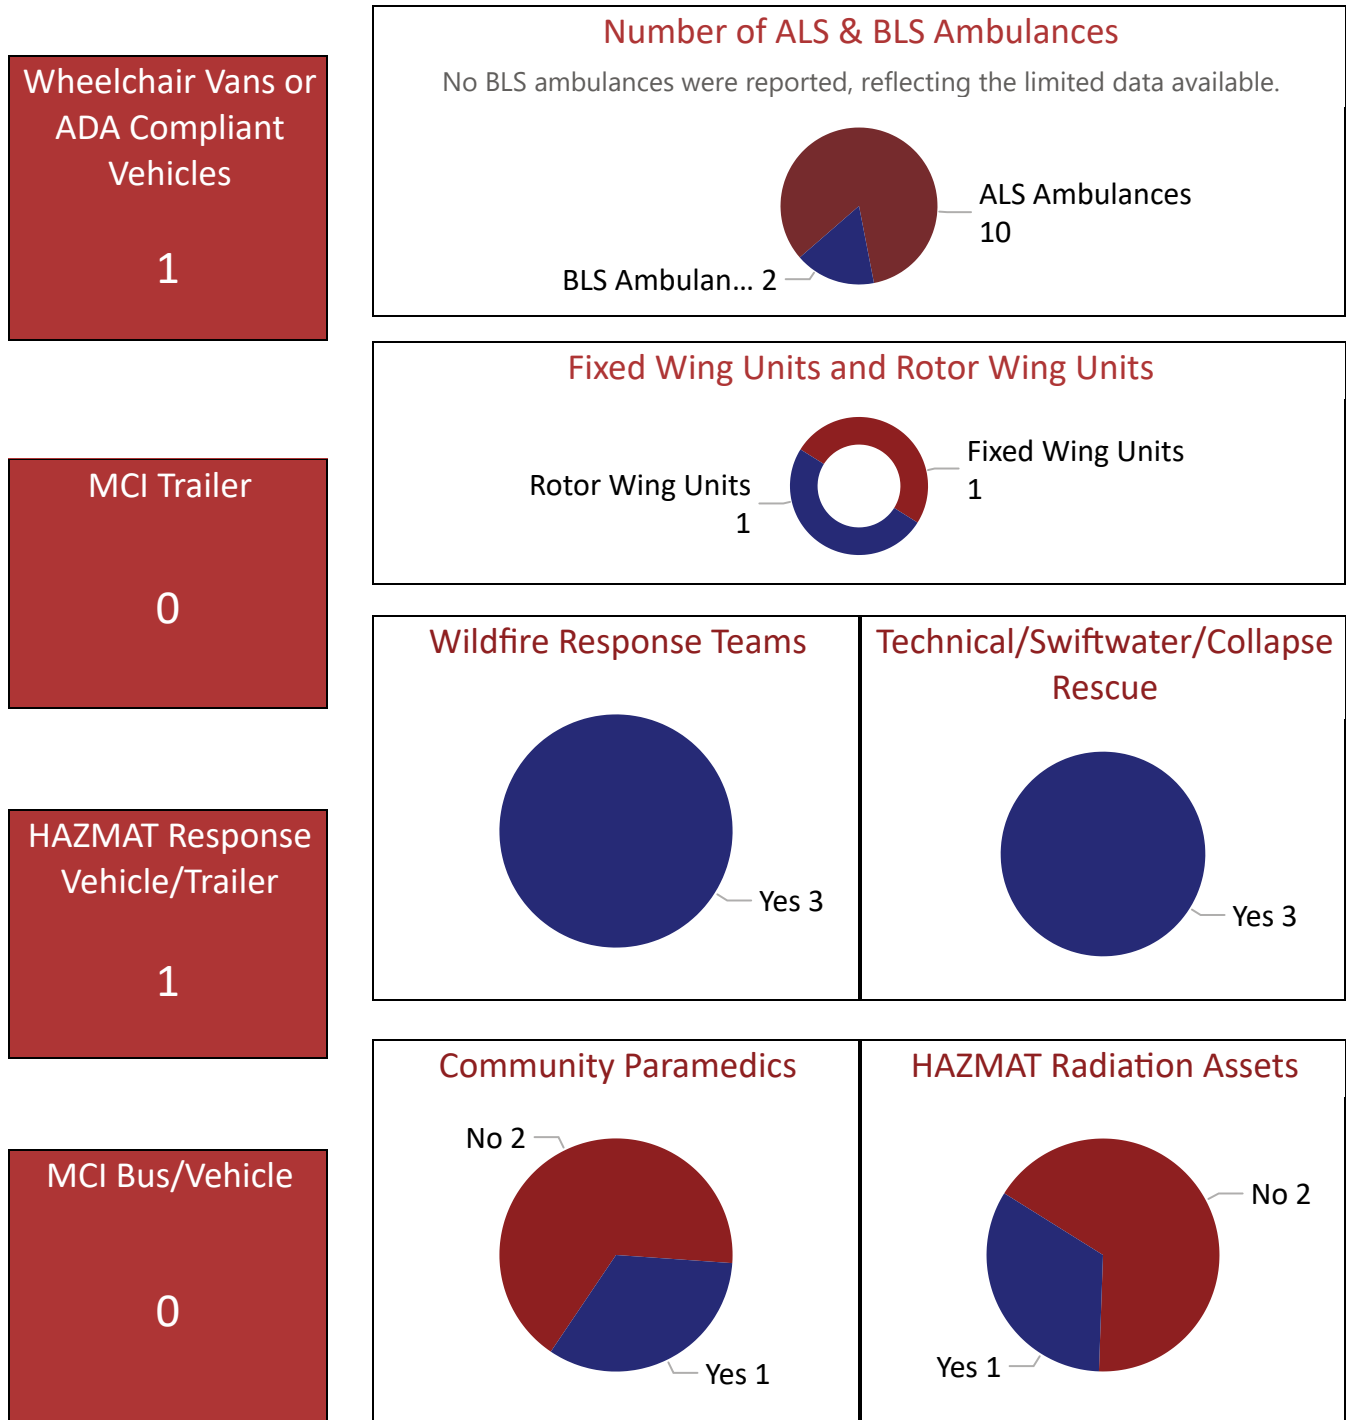 Wheelchair Vans or
ADA Compliant
Vehicles
1
MCI Trailer
0
HAZMAT Response
Vehicle/Trailer
1
MCI Bus/Vehicle
0
Number of ALS & BLS Ambulances
No BLS ambulances were reported, reflecting the limited data available.
ALS Ambulances
10
BLS Ambulan... 2
Fixed Wing Units and Rotor Wing Units
Fixed Wing Units
1
Rotor Wing Units
1
Wildfire Response Teams
Yes 3
Technical/Swiftwater/Collapse
Rescue
Yes 3
Community Paramedics
No 2
Yes 1
HAZMAT Radiation Assets
No 2
Yes 1